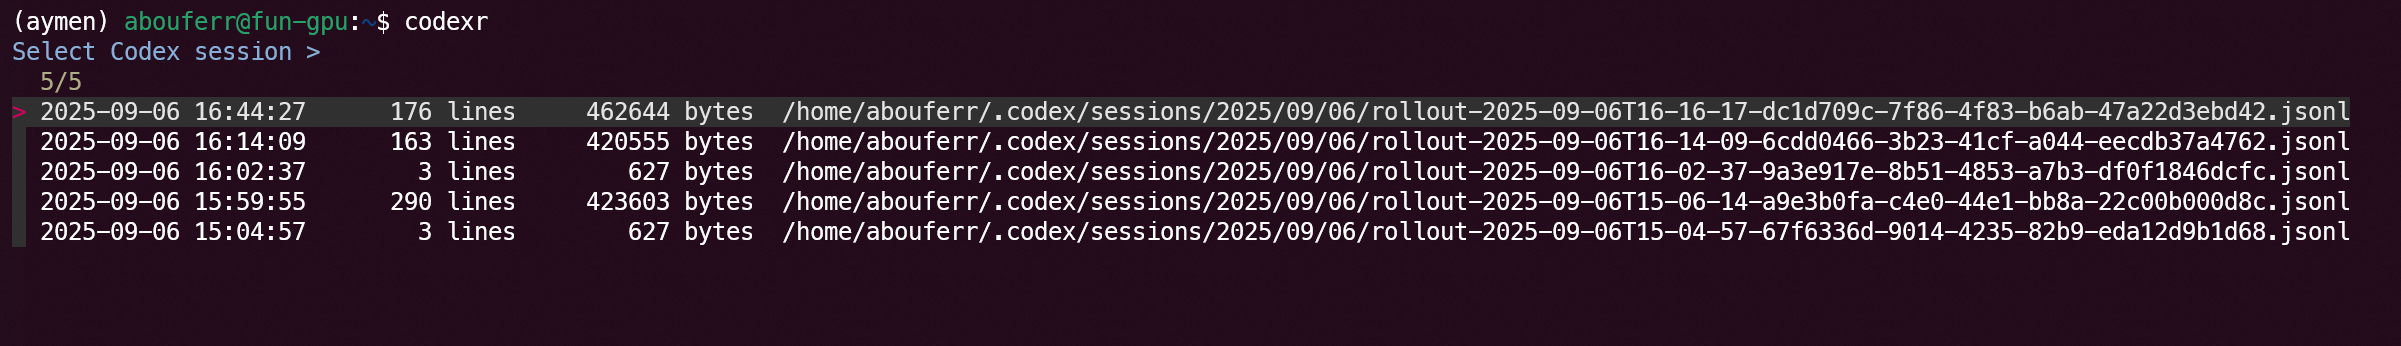 (aymen) abouferr@fun-gpu:~$ codexr
Select Codex session >
5/5
> 2025-09-06 16:44:27      176 lines     462644 bytes  /home/abouferr/.codex/sessions/2025/09/06/rollout-2025-09-06T16-16-17-dc1d709c-7f86-4f83-b6ab-47a22d3ebd42.jsonl
2025-09-06 16:14:09      163 lines     420555 bytes  /home/abouferr/.codex/sessions/2025/09/06/rollout-2025-09-06T16-14-09-6cdd0466-3b23-41cf-a044-eecdb37a4762.jsonl
2025-09-06 16:02:37        3 lines        627 bytes  /home/abouferr/.codex/sessions/2025/09/06/rollout-2025-09-06T16-02-37-9a3e917e-8b51-4853-a7b3-df0f1846dcfc.jsonl
2025-09-06 15:59:55      290 lines     423603 bytes  /home/abouferr/.codex/sessions/2025/09/06/rollout-2025-09-06T15-06-14-a9e3b0fa-c4e0-44e1-bb8a-22c00b000d8c.jsonl
2025-09-06 15:04:57        3 lines        627 bytes  /home/abouferr/.codex/sessions/2025/09/06/rollout-2025-09-06T15-04-57-67f6336d-9014-4235-82b9-eda12d9b1d68.jsonl